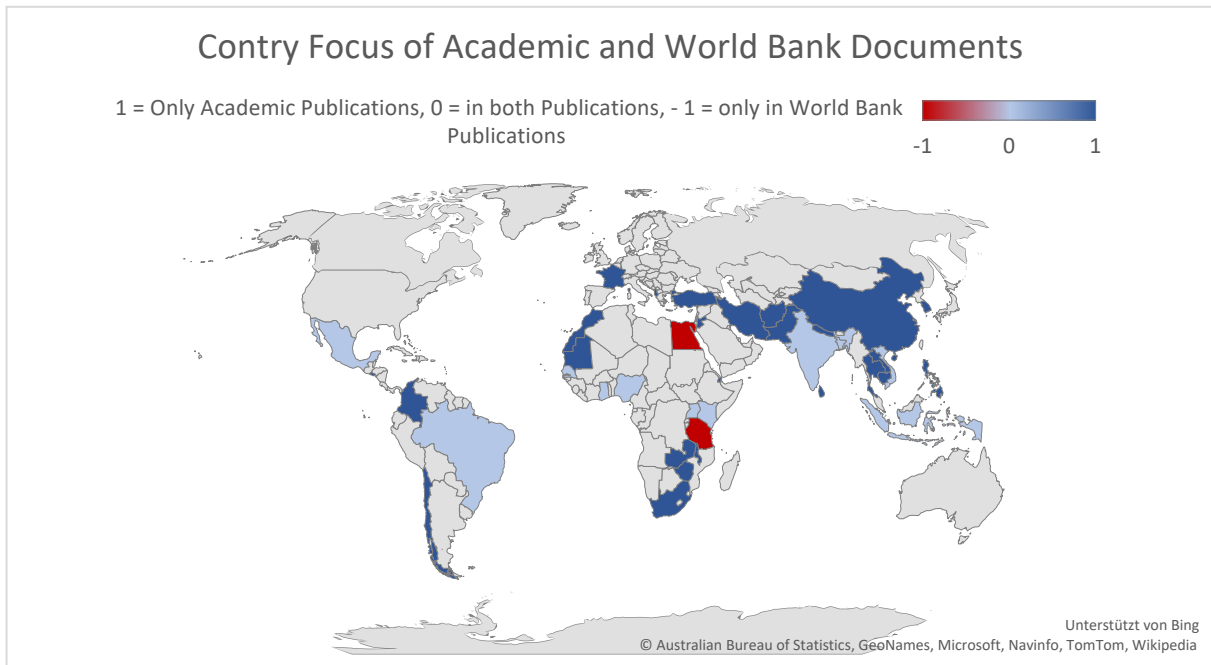 Contry Focus of Academic and World Bank Documents
1 = Only Academic Publications, 0 = in both Publications, - 1 = only in World Bank
Publications
-1 0 1
Unterstützt von Bing
© Australian Bureau of Statistics, GeoNames, Microsoft, Navinfo, TomTom, Wikipedia